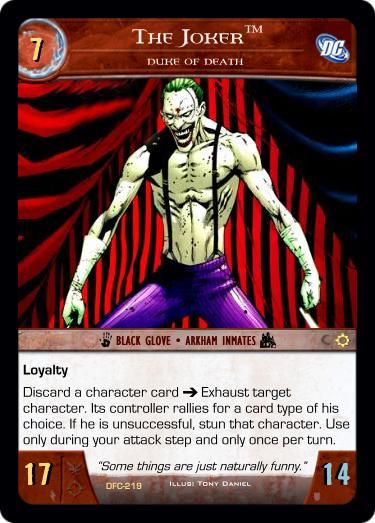 7
THE JOKER™
DUKE OF DEATH
DC
BLACK GLOVE • ARKHAM INMATES
C
Loyalty
Discard a character card ➔ Exhaust target
character. Its controller rallies for a card type of his
choice. If he is unsuccessful, stun that character. Use
only during your attack step and only once per turn.
17
"Some things are just naturally funny."
14
DFC-219
ILLUS: TONY DANIEL